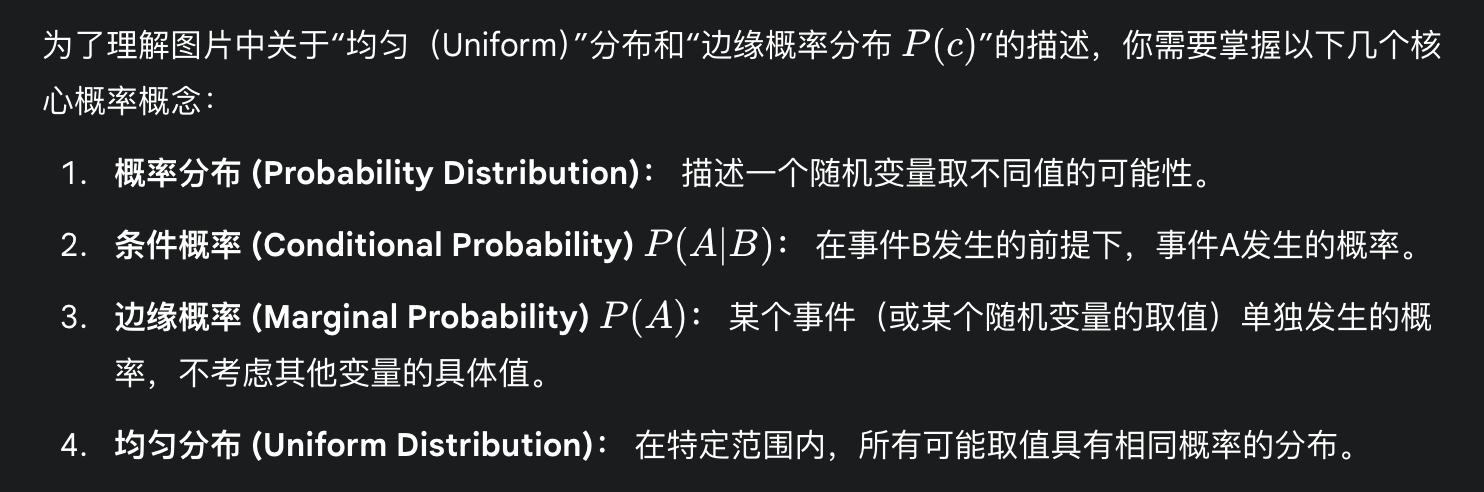 为了理解图片中关于“均匀（Uniform）”分布和“边缘概率分布 P(c)”的描述，你需要掌握以下几个核
心概率概念：
1. 概率分布 (Probability Distribution)： 描述一个随机变量取不同值的可能性。
2. 条件概率 (Conditional Probability) P(A|B)： 在事件B发生的前提下，事件A发生的概率。
3. 边缘概率 (Marginal Probability) P(A)： 某个事件（或某个随机变量的取值）单独发生的概
率，不考虑其他变量的具体值。
4. 均匀分布 (Uniform Distribution)： 在特定范围内，所有可能取值具有相同概率的分布。